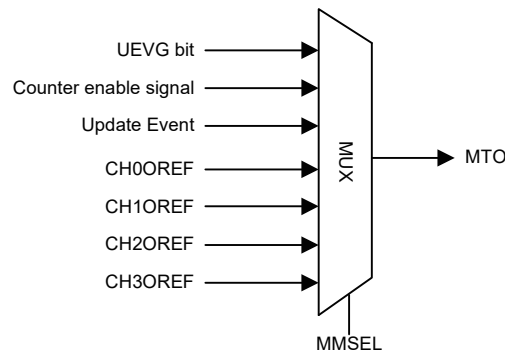 UEVG bit
Counter enable signal
Update Event
CH0OREF
CH1OREF
CH2OREF
CH3OREF
MUX
MTO
MMSEL